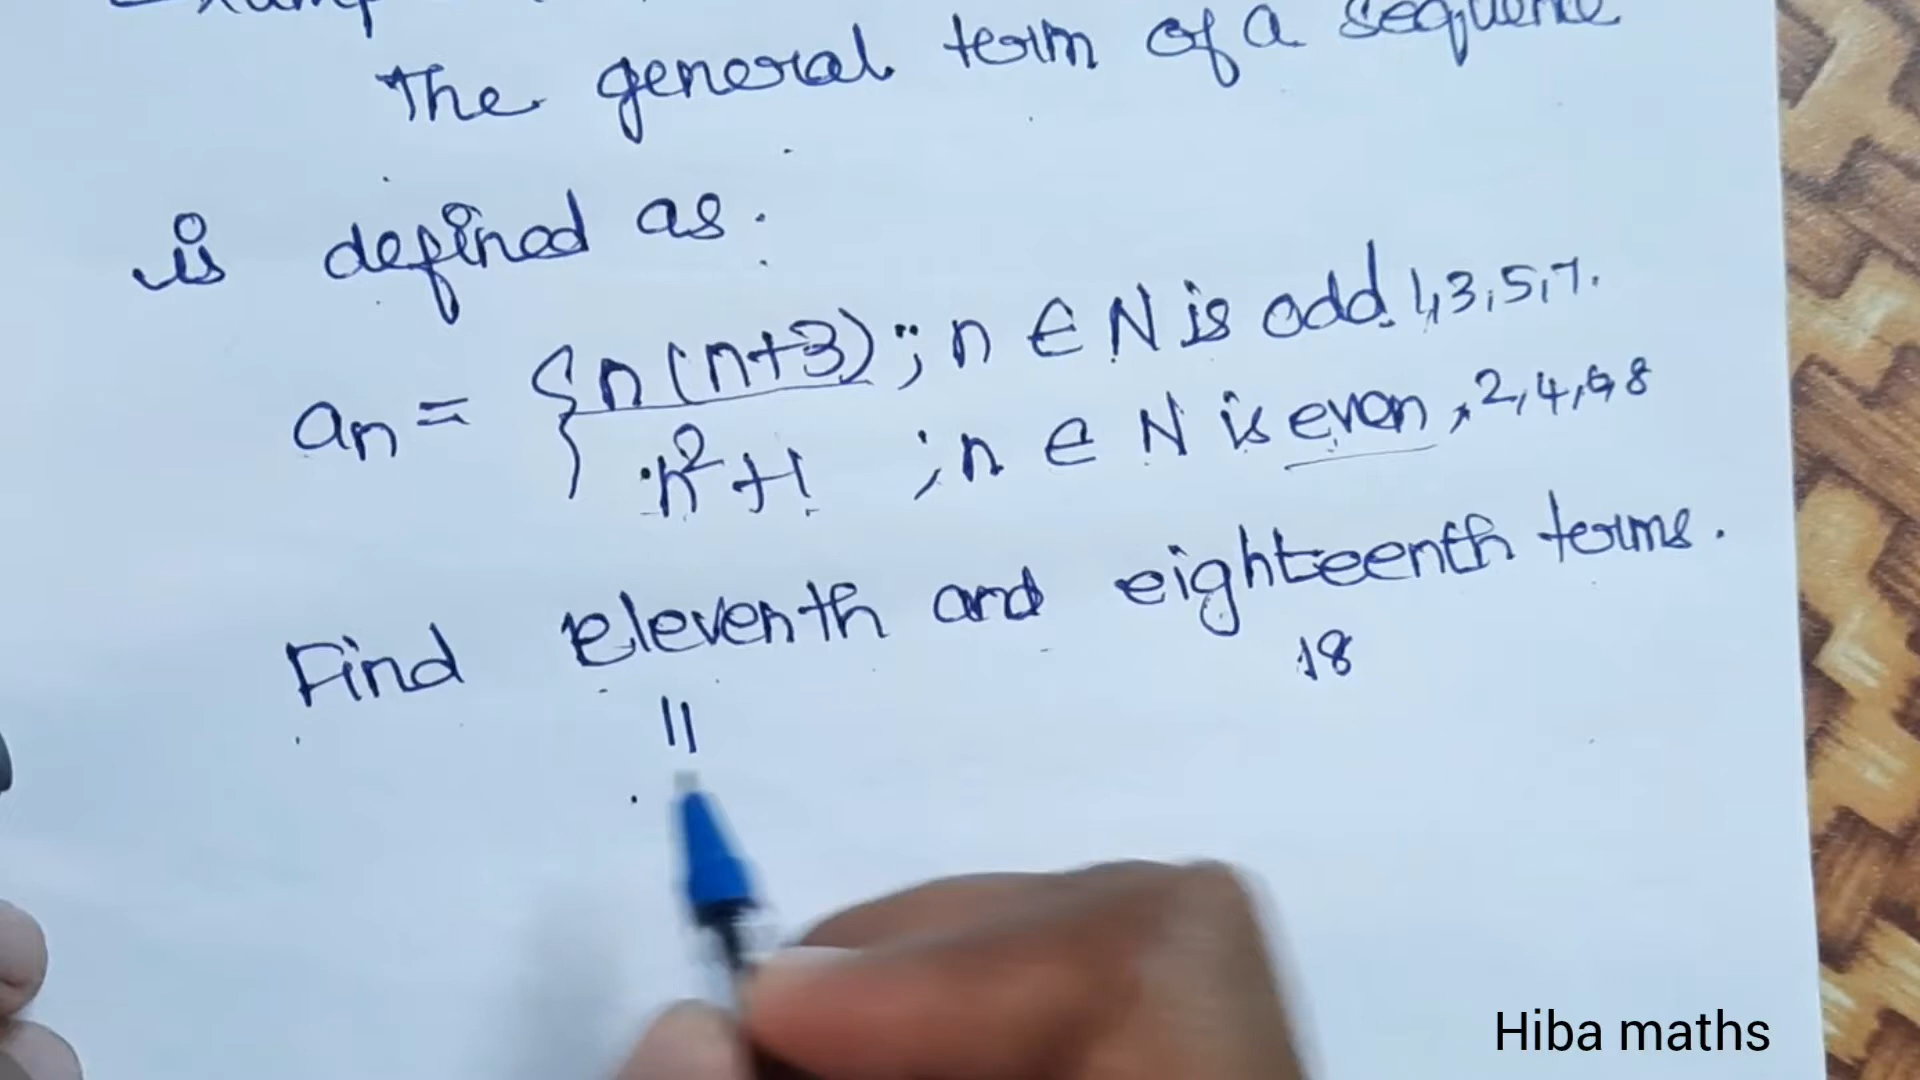 The general term of a sequence
is defined as:
an = { n(n+3) ; n ∈ N is odd. 1,3,5,7.
n²+1 ; n ∈ N is even, 2,4,6,8
Find eleventh and eighteenth terms.
11 18
Hiba maths